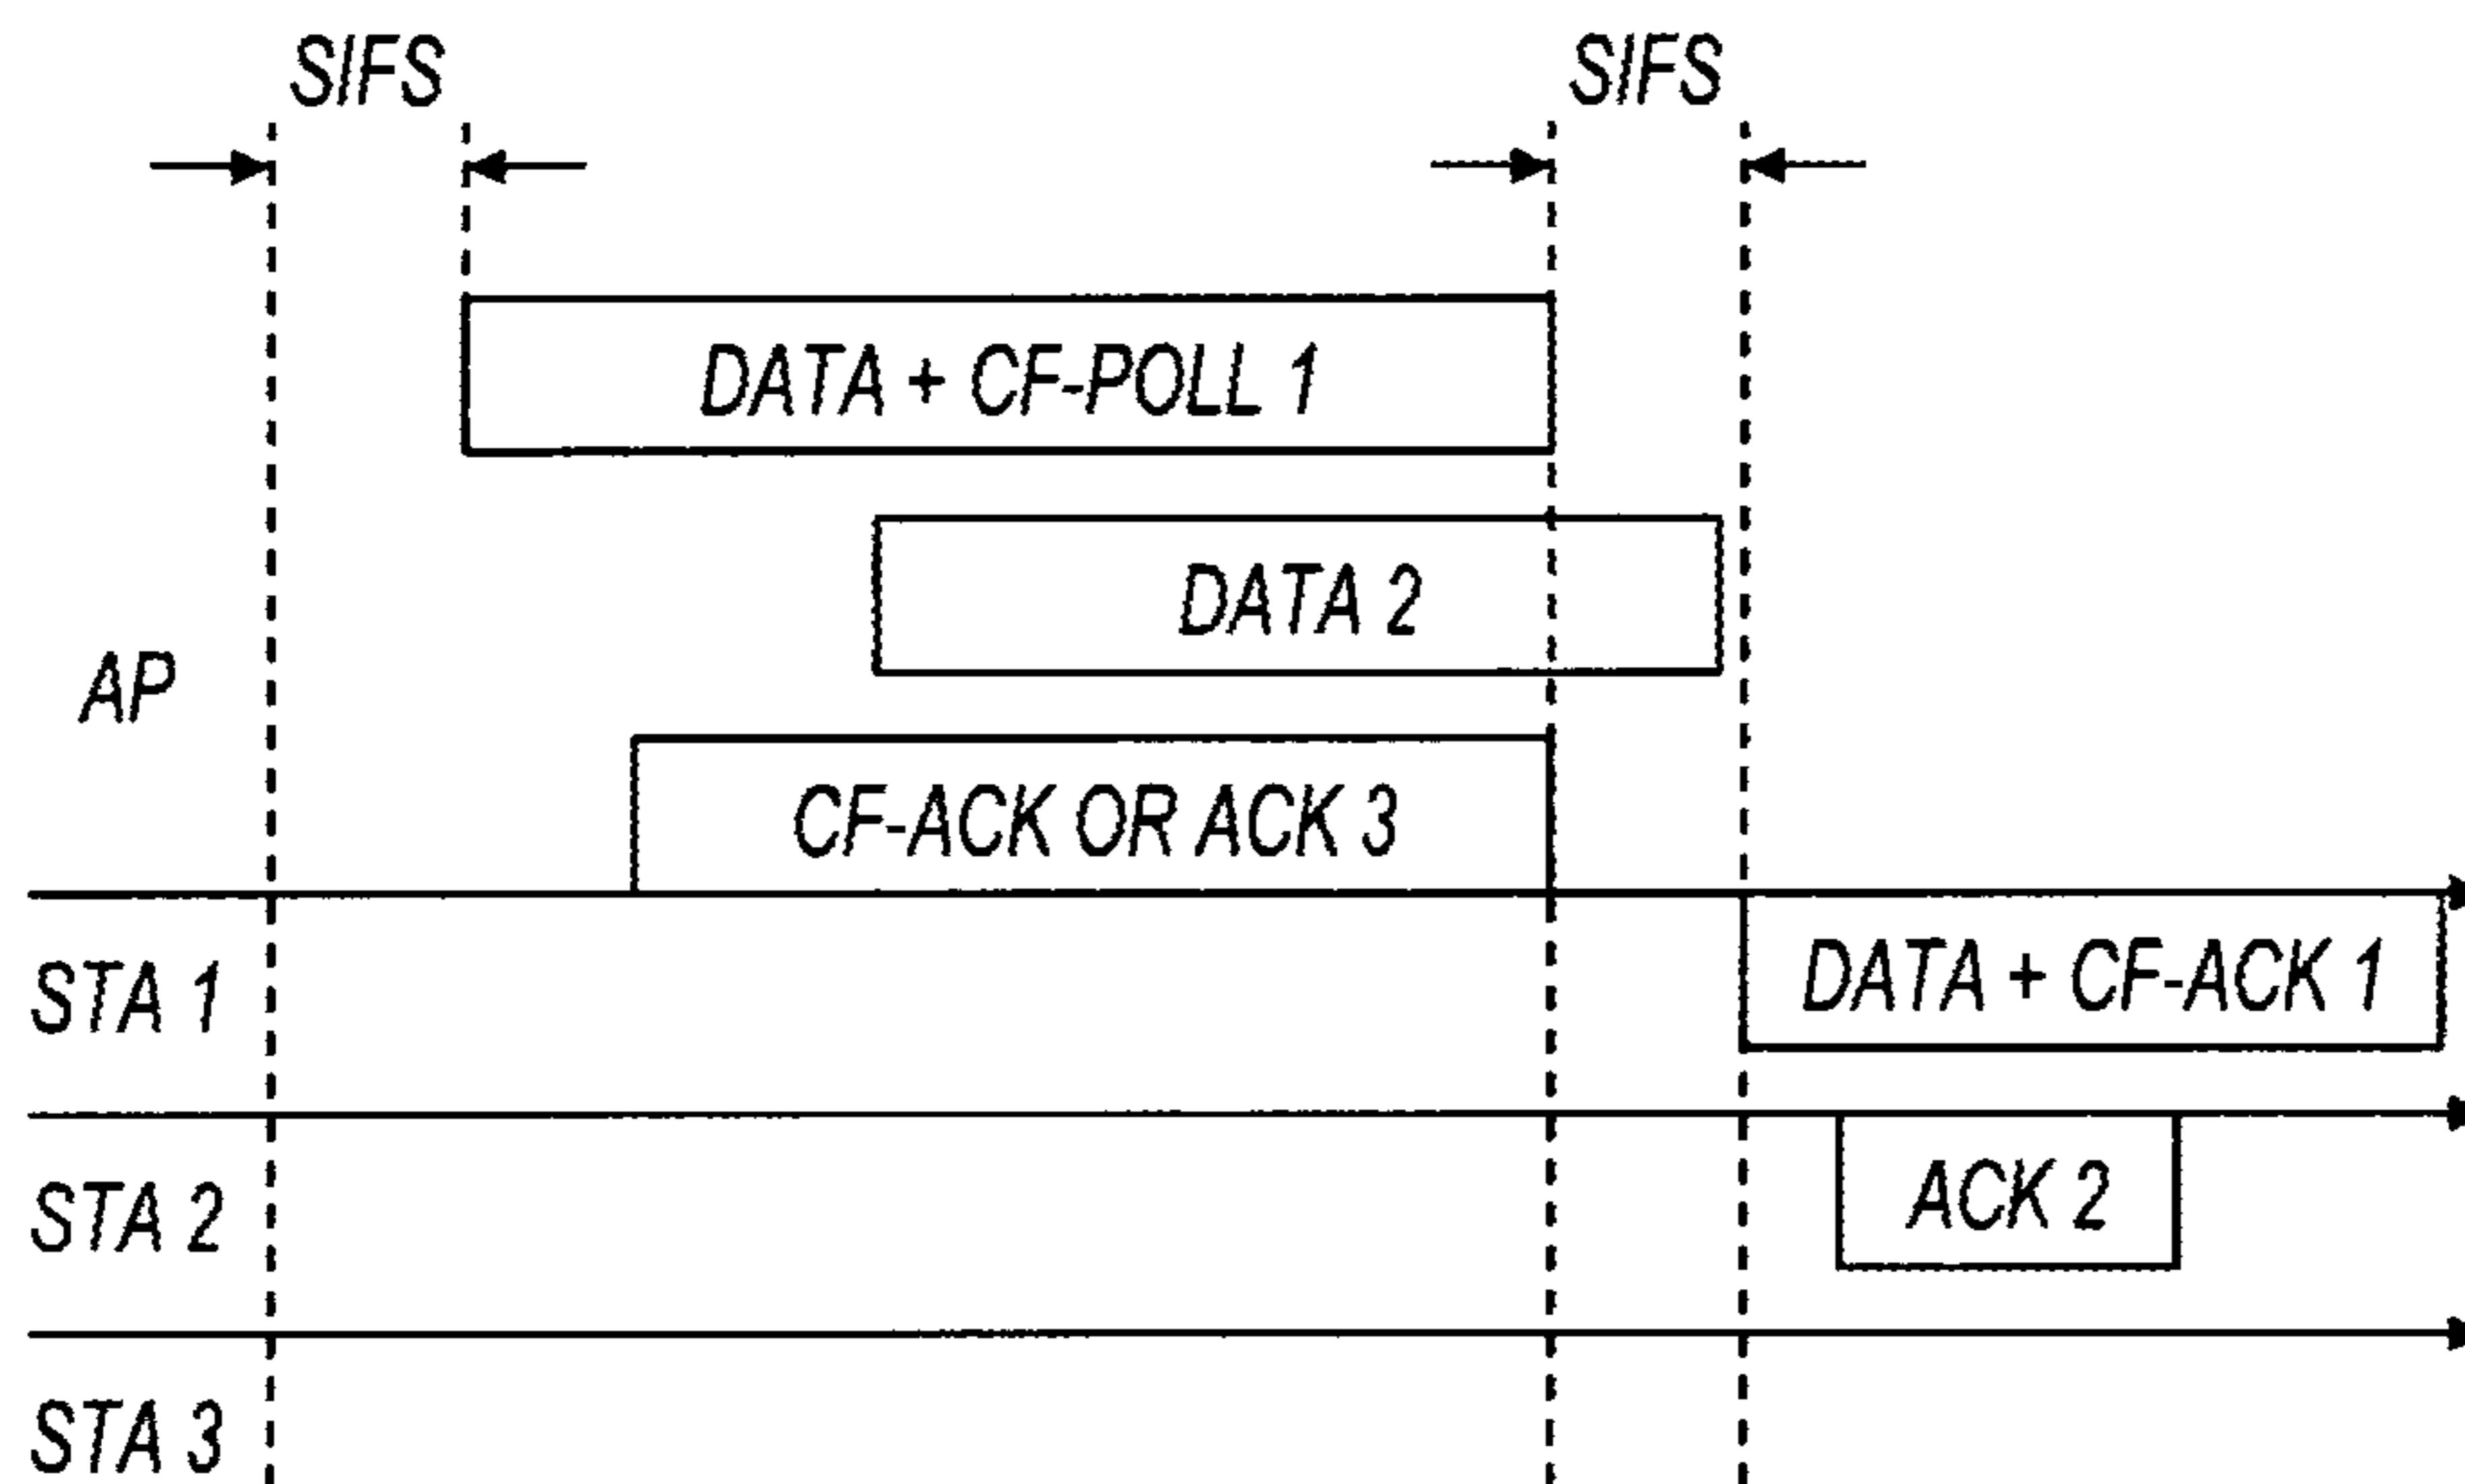 SIFS SIFS
DATA + CF-POLL 1
DATA 2
AP
CF-ACK OR ACK 3
STA 1
DATA + CF-ACK 1
STA 2
ACK 2
STA 3